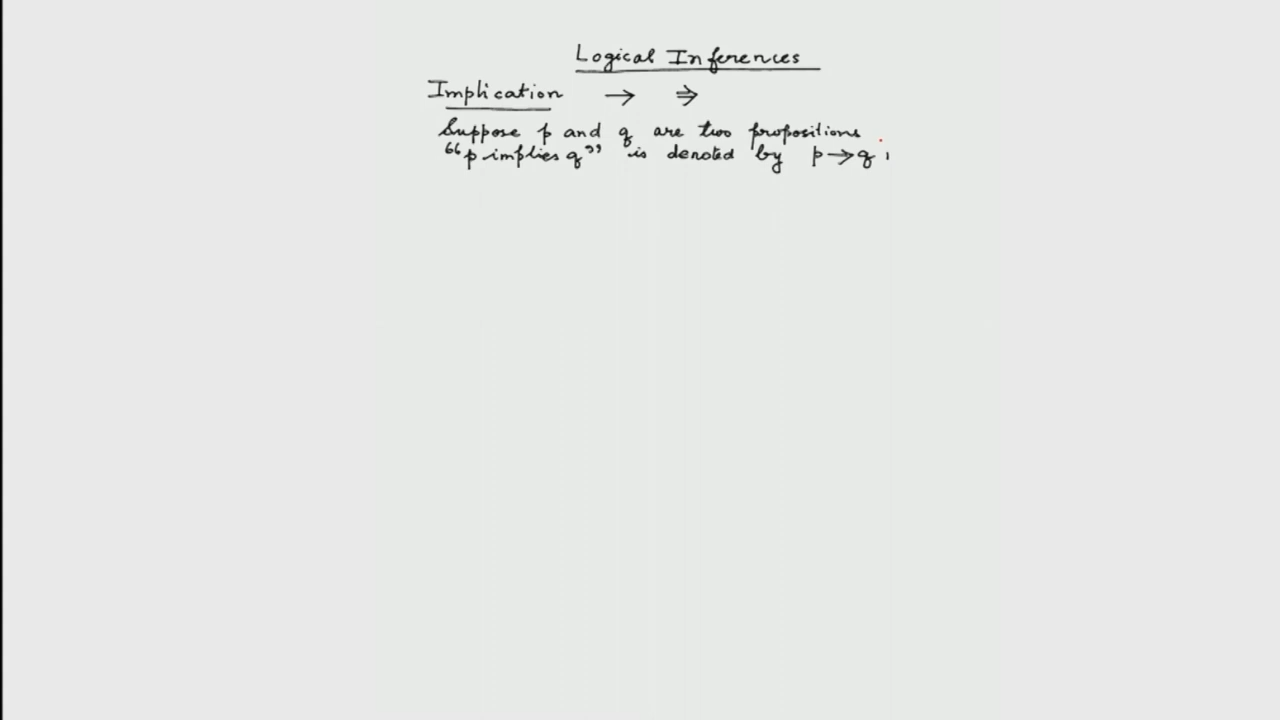 Logical Inferences
Implication → ⇒
Suppose p and q are two propositions
“p implies q” is denoted by p→q